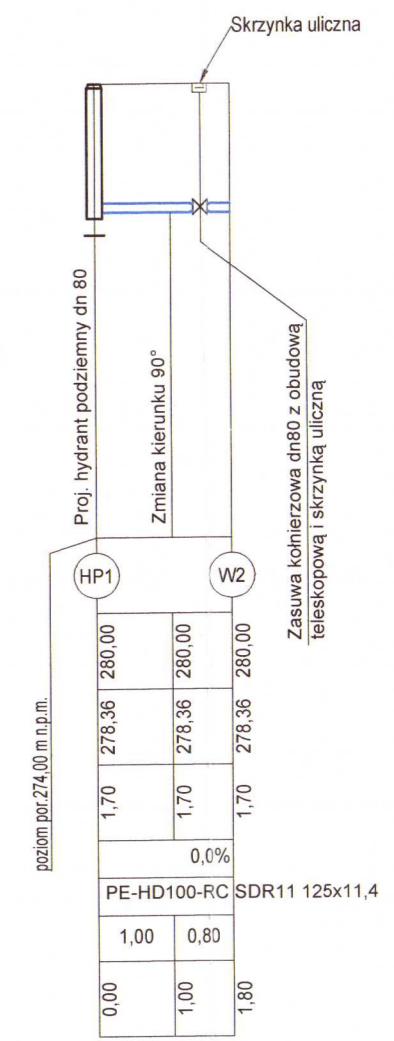 Skrzynka uliczna
Proj. hydrant podziemny dn 80
Zmiana kierunku 90°
Zasuwa kołnierzowa dn80 z obudową
teleskopową i skrzynką uliczną
HP1
W2
poziom por.274,00 m n.p.m.
280,00
280,00
280,00
278,36
278,36
278,36
1,70
1,70
1,70
0,0%
PE-HD100-RC SDR11 125x11,4
1,00
0,80
0,00
1,00
1,80